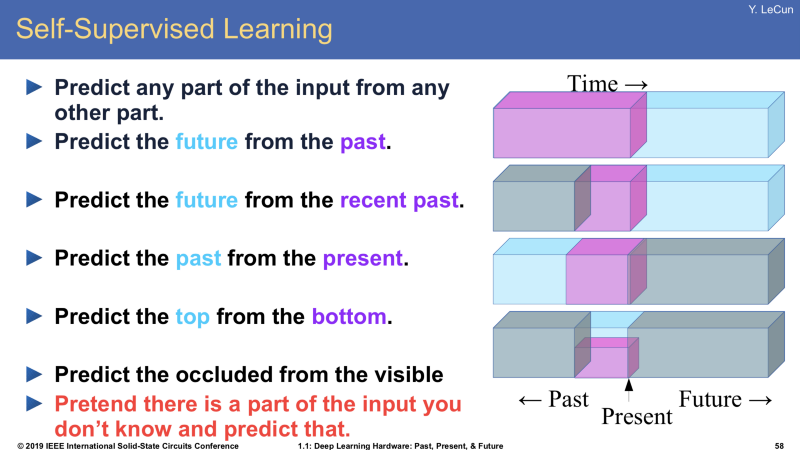 Y. LeCun
Self-Supervised Learning
► Predict any part of the input from any
other part.
► Predict the future from the past.
► Predict the future from the recent past.
► Predict the past from the present.
► Predict the top from the bottom.
► Predict the occluded from the visible
► Pretend there is a part of the input you
don’t know and predict that.
Time →
← Past
Present
Future →
© 2019 IEEE International Solid-State Circuits Conference
1.1: Deep Learning Hardware: Past, Present, & Future
58